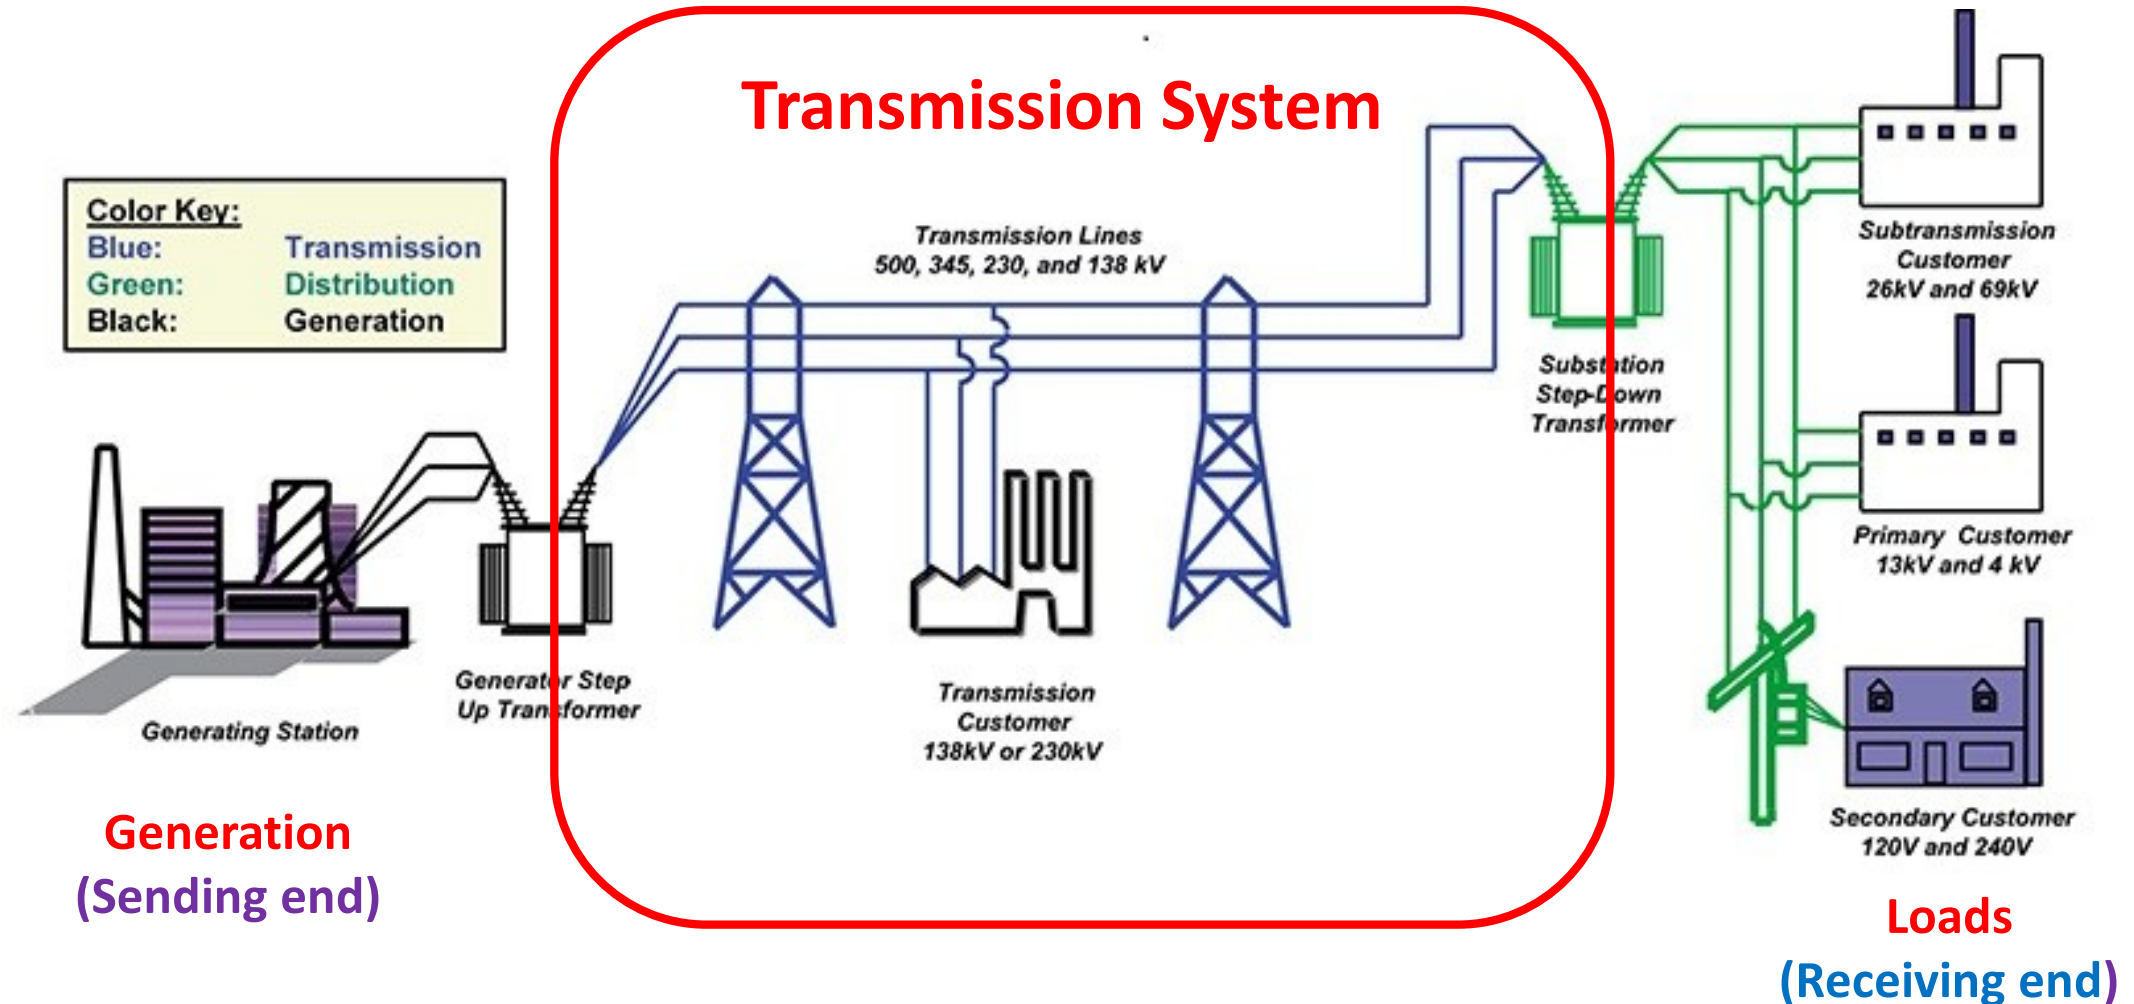 Transmission System
Color Key:
Blue: Transmission
Green: Distribution
Black: Generation
Transmission Lines
500, 345, 230, and 138 kV
Subtransmission
Customer
26kV and 69kV
Substation
Step-Down
Transformer
Primary Customer
13kV and 4 kV
Generator Step
Up Transformer
Transmission
Customer
138kV or 230kV
Generating Station
Secondary Customer
120V and 240V
Generation
(Sending end)
Loads
(Receiving end)